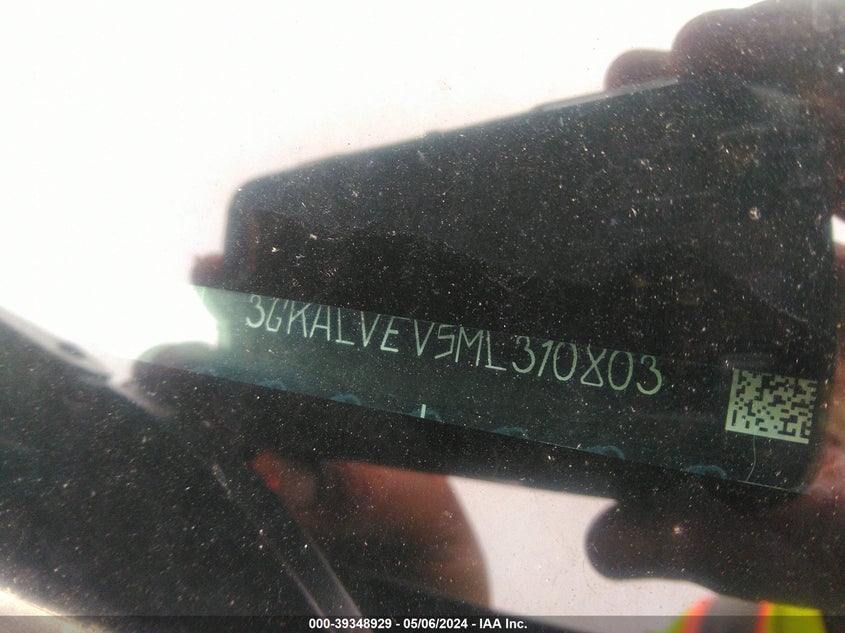 3GKALVEV5ML310803
000-39348929 - 05/06/2024 - IAA Inc.